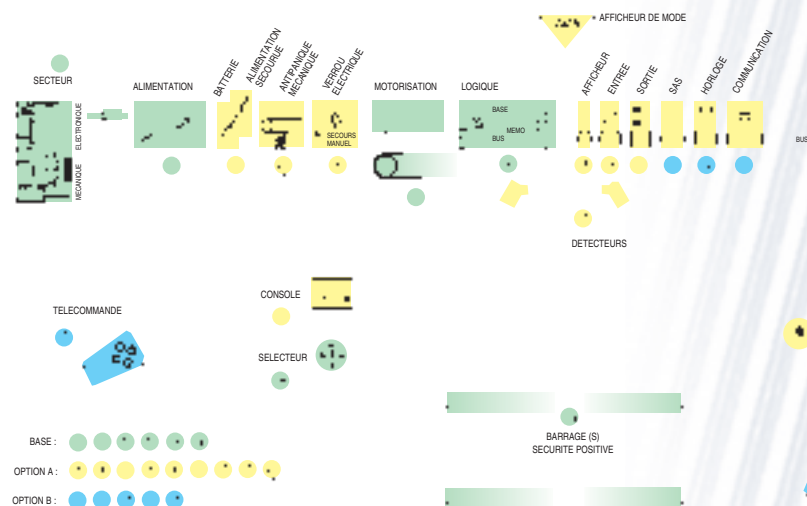 AFFICHEUR DE MODE
SECTEUR
ALIMENTATION
BATTERIE
ALIMENTATION
SECOURUE
ANTIPANIQUE
MECANIQUE
VERROU
ELECTRIQUE
MOTORISATION
LOGIQUE
AFFICHEUR
ENTREE
SORTIE
SAS
HORLOGE
COMMUNICATION
ELECTRONIQUE
MECANIQUE
SECOURS
MANUEL
BASE
MEMO
BUS
BUS
DETECTEURS
TELECOMMANDE
CONSOLE
SELECTEUR
BARRAGE (S)
SECURITE POSITIVE
BASE :
OPTION A :
OPTION B :